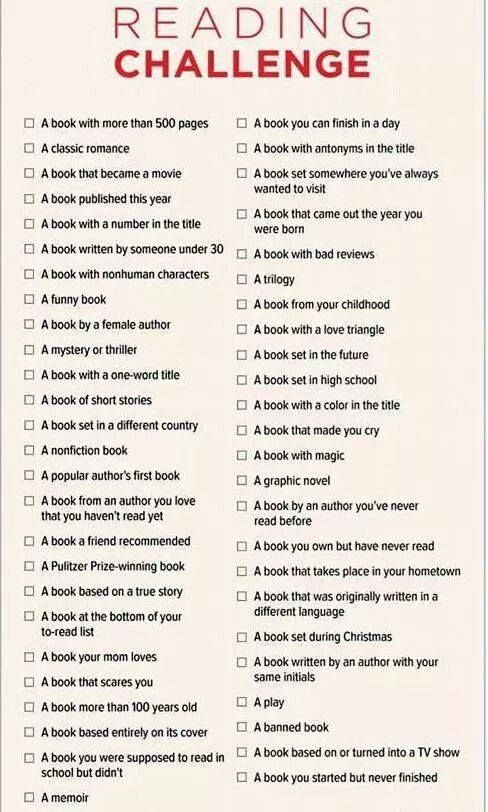 READING
CHALLENGE
A book with more than 500 pages
A classic romance
A book that became a movie
A book published this year
A book with a number in the title
A book written by someone under 30
A book with nonhuman characters
A funny book
A book by a female author
A mystery or thriller
A book with a one-word title
A book of short stories
A book set in a different country
A nonfiction book
A popular author's first book
A book from an author you love
that you haven't read yet
A book a friend recommended
A Pulitzer Prize-winning book
A book based on a true story
A book at the bottom of your
to-read list
A book your mom loves
A book that scares you
A book more than 100 years old
A book based entirely on its cover
A book you were supposed to read in
school but didn't
A memoir
A book you can finish in a day
A book with antonyms in the title
A book set somewhere you've always
wanted to visit
A book that came out the year you
were born
A book with bad reviews
A trilogy
A book from your childhood
A book with a love triangle
A book set in the future
A book set in high school
A book with a color in the title
A book that made you cry
A book with magic
A graphic novel
A book by an author you've never
read before
A book you own but have never read
A book that takes place in your hometown
A book that was originally written in a
different language
A book set during Christmas
A book written by an author with your
same initials
A play
A banned book
A book based on or turned into a TV show
A book you started but never finished